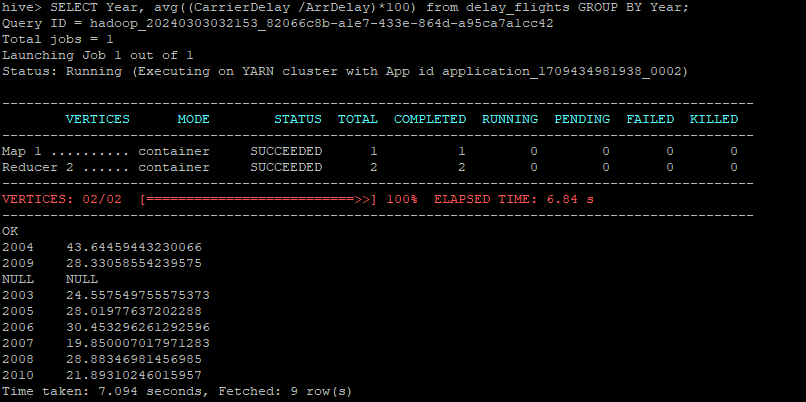 hive> SELECT Year, avg((CarrierDelay /ArrDelay)*100) from delay_flights GROUP BY Year;
Query ID = hadoop_20240303032153_82066c8b-a1e7-433e-864d-a95ca7a1cc42
Total jobs = 1
Launching Job 1 out of 1
Status: Running (Executing on YARN cluster with App id application_1709434981938_0002)
----------------------------------------------------------------------------------------------
VERTICES MODE STATUS TOTAL COMPLETED RUNNING PENDING FAILED KILLED
----------------------------------------------------------------------------------------------
Map 1 .......... container SUCCEEDED 1 1 0 0 0 0
Reducer 2 ...... container SUCCEEDED 2 2 0 0 0 0
----------------------------------------------------------------------------------------------
VERTICES: 02/02 [==========================>>] 100% ELAPSED TIME: 6.84 s
----------------------------------------------------------------------------------------------
OK
2004 43.64459443230066
2009 28.33058554239575
NULL NULL
2003 24.557549755575373
2005 28.01977637202288
2006 30.453296261292596
2007 19.850007017971283
2008 28.88346981456985
2010 21.89310246015957
Time taken: 7.094 seconds, Fetched: 9 row(s)